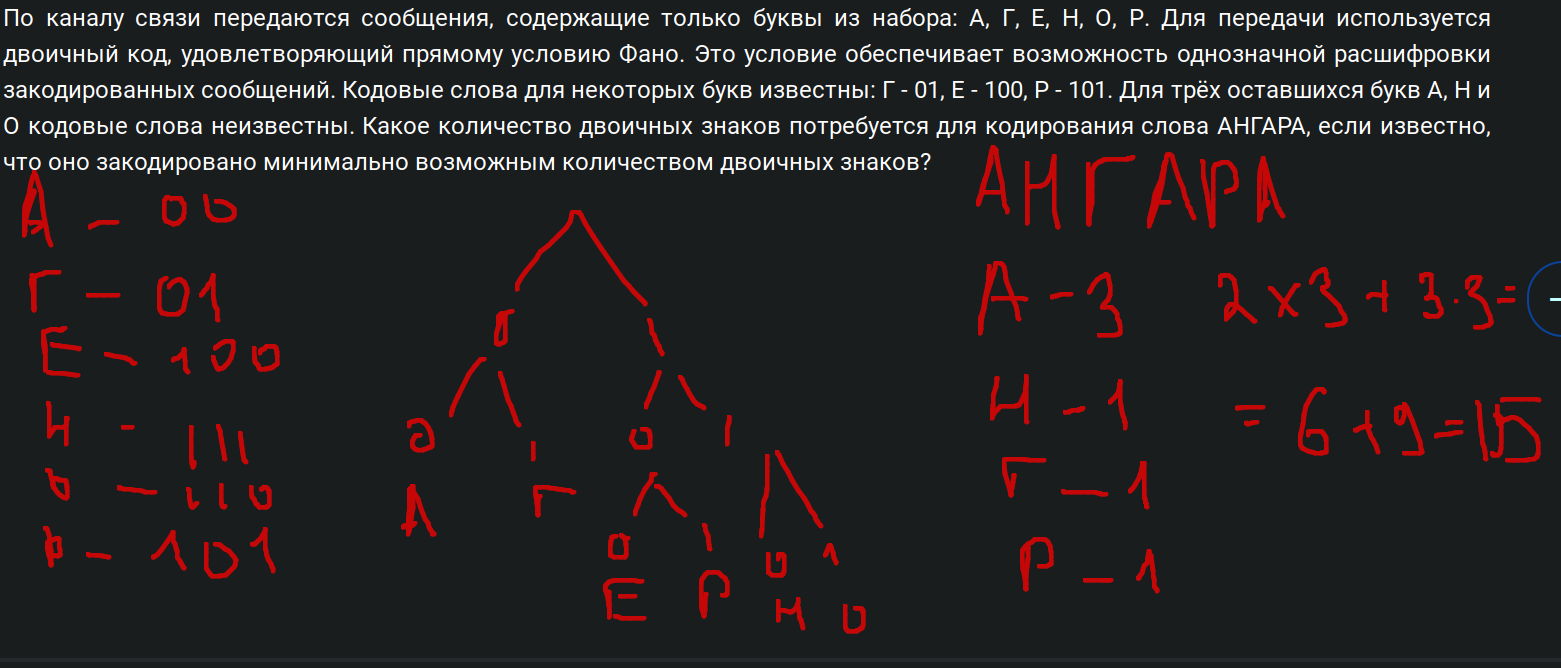 По каналу связи передаются сообщения, содержащие только буквы из набора: А, Г, Е, Н, О, Р. Для передачи используется
двоичный код, удовлетворяющий прямому условию Фано. Это условие обеспечивает возможность однозначной расшифровки
закодированных сообщений. Кодовые слова для некоторых букв известны: Г - 01, Е - 100, Р - 101. Для трёх оставшихся букв А, Н и
О кодовые слова неизвестны. Какое количество двоичных знаков потребуется для кодирования слова АНГАРА, если известно,
что оно закодировано минимально возможным количеством двоичных знаков?
А - 00
Г - 01
Е - 100
Н - 111
О - 110
Р - 101
0 1
0 1 0 1
А Г
0 1 0 1
Е Р Н О
АНГАРА
А - 3 2 х 3 + 3 · 3 =
Н - 1 = 6 + 9 = 15
Г - 1
Р - 1